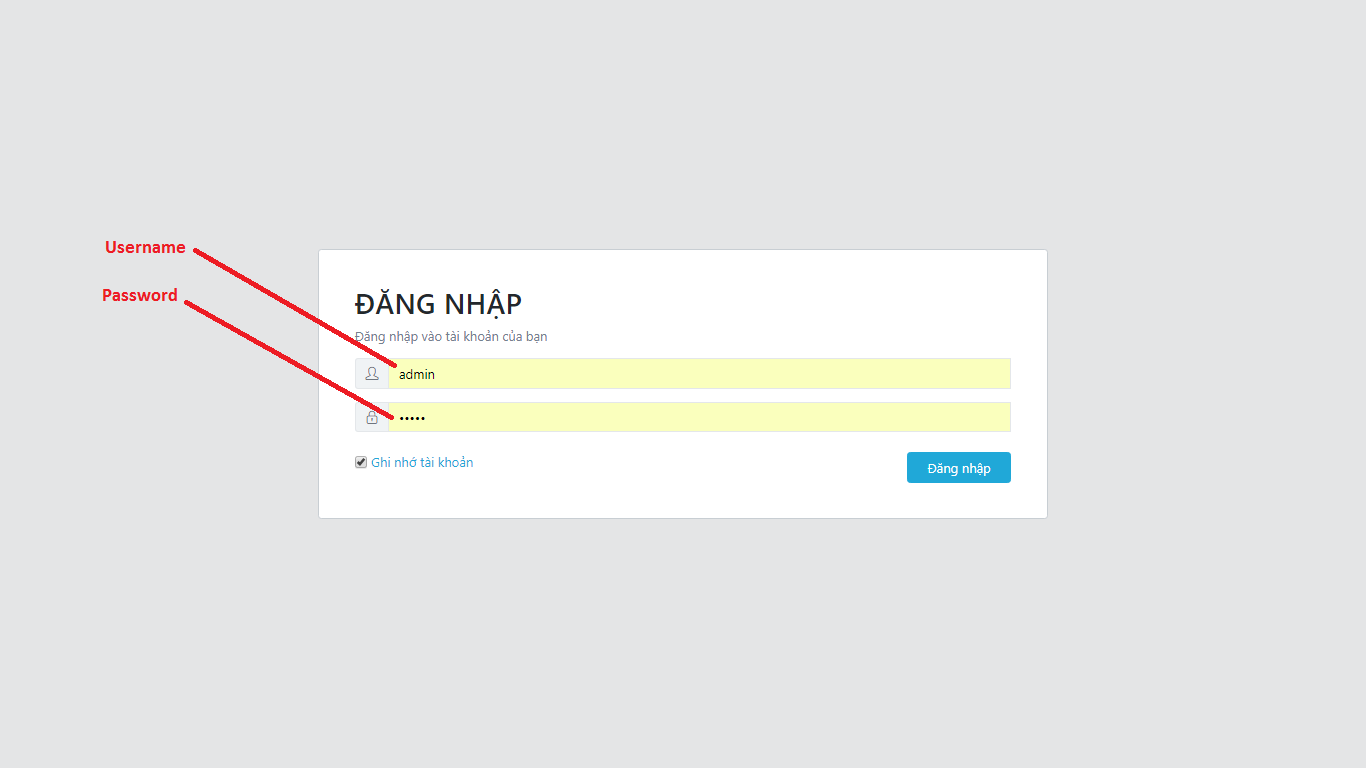 Username
Password
ĐĂNG NHẬP
Đăng nhập vào tài khoản của bạn
admin
•••••
Ghi nhớ tài khoản
Đăng nhập